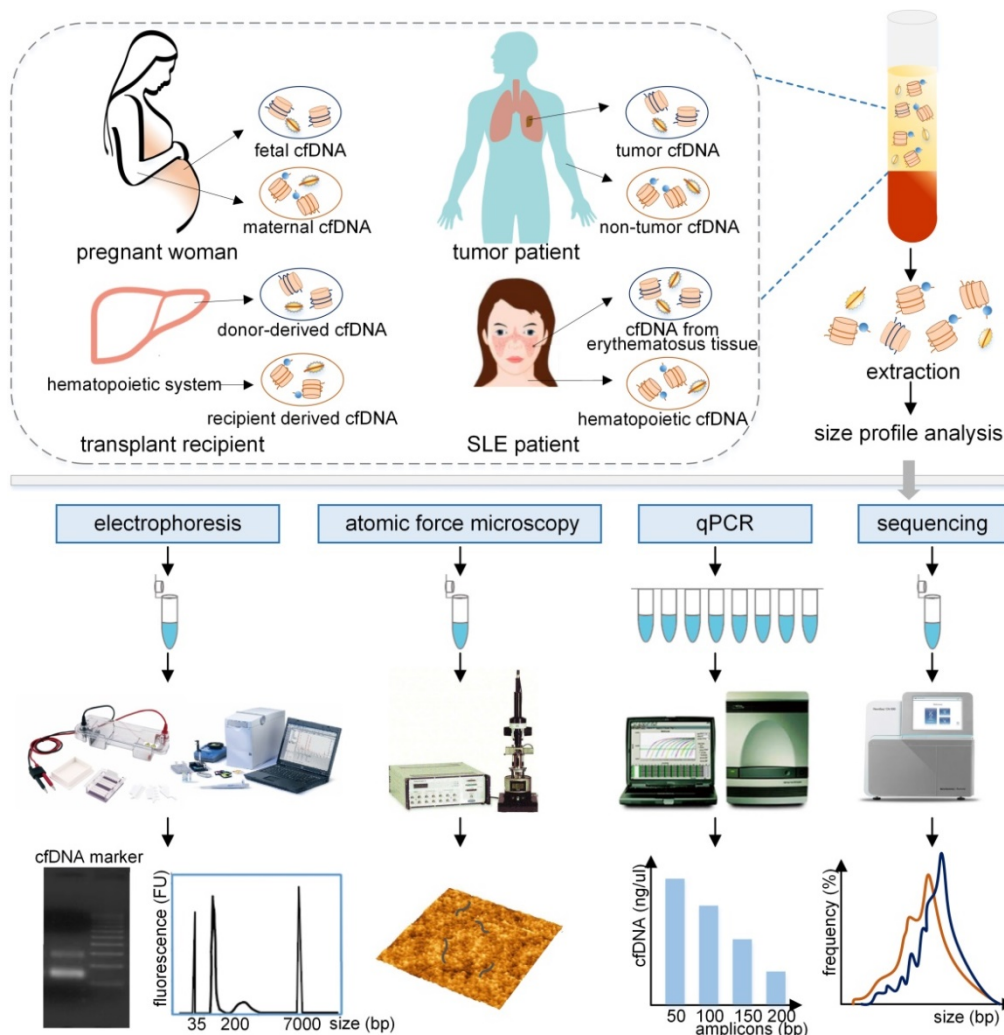 fetal cfDNA
maternal cfDNA
pregnant woman
tumor cfDNA
non-tumor cfDNA
tumor patient
donor-derived cfDNA
hematopoietic system
recipient derived cfDNA
transplant recipient
cfDNA from
erythematosus tissue
hematopoietic cfDNA
SLE patient
extraction
size profile analysis
electrophoresis
atomic force microscopy
qPCR
sequencing
cfDNA marker
fluorescence (FU)
35 200 7000 size (bp)
cfDNA (ng/ul)
50 100 150 200
amplicons (bp)
frequency (%)
size (bp)